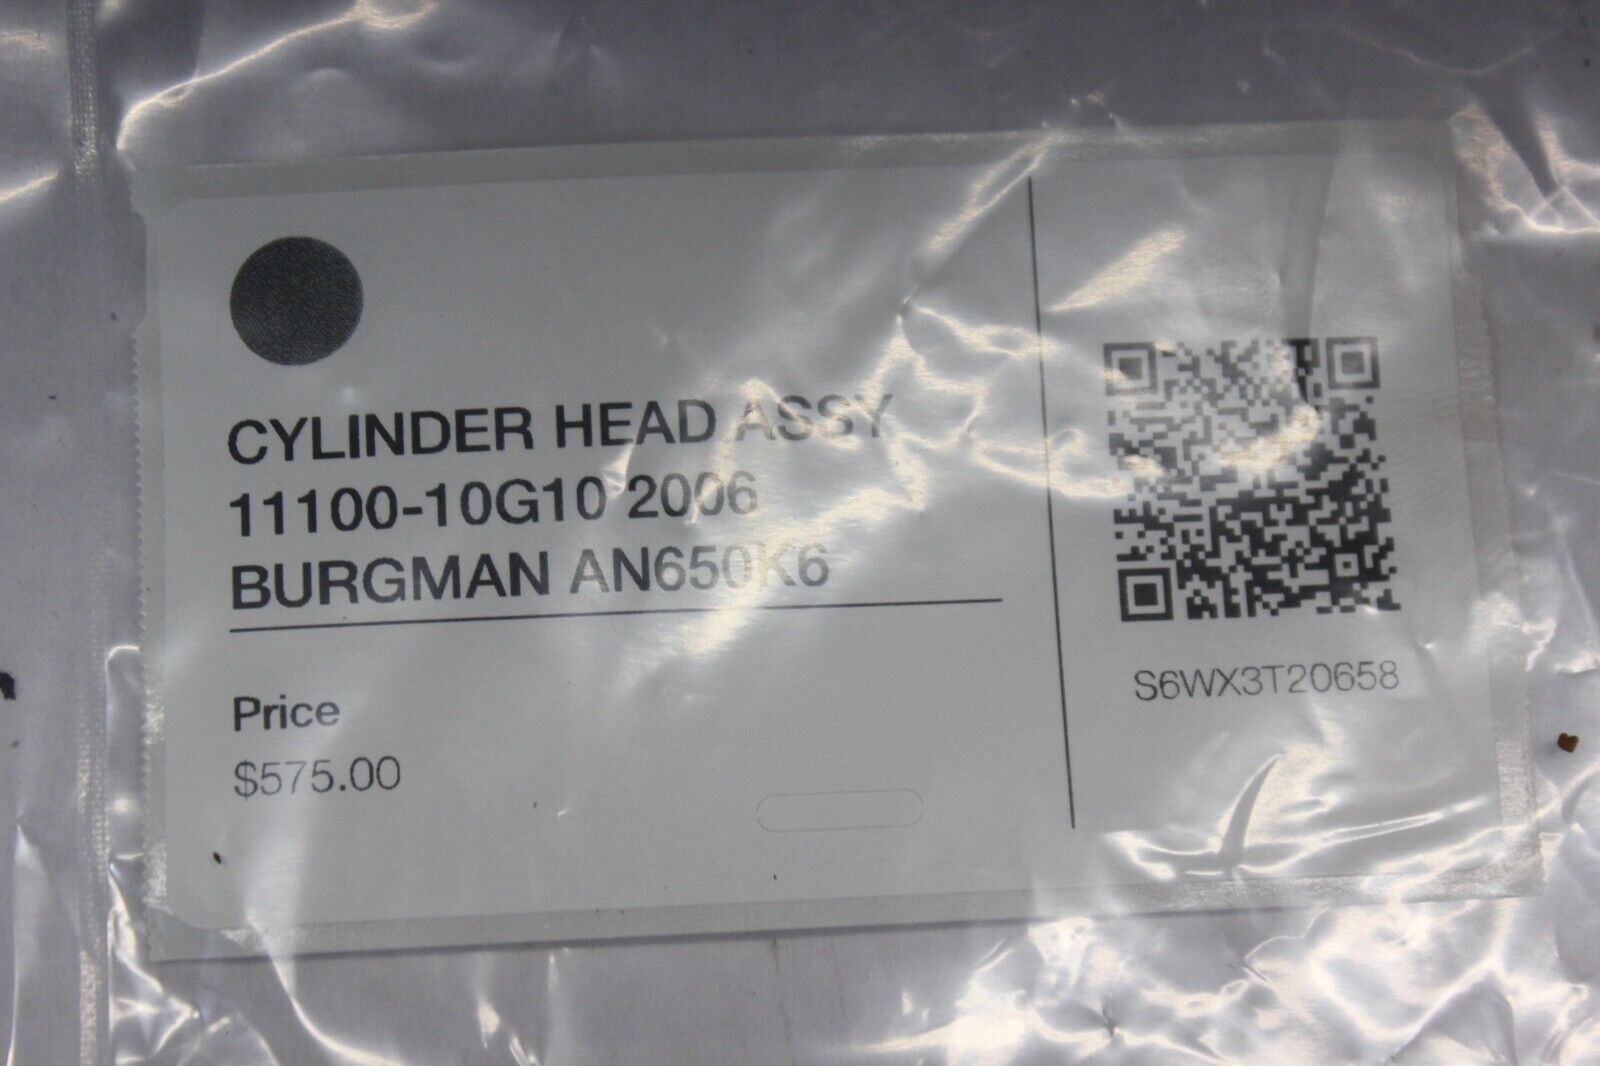 CYLINDER HEAD ASSY
11100-10G10 2006
BURGMAN AN650K6
Price
$575.00
S6WX3T20658